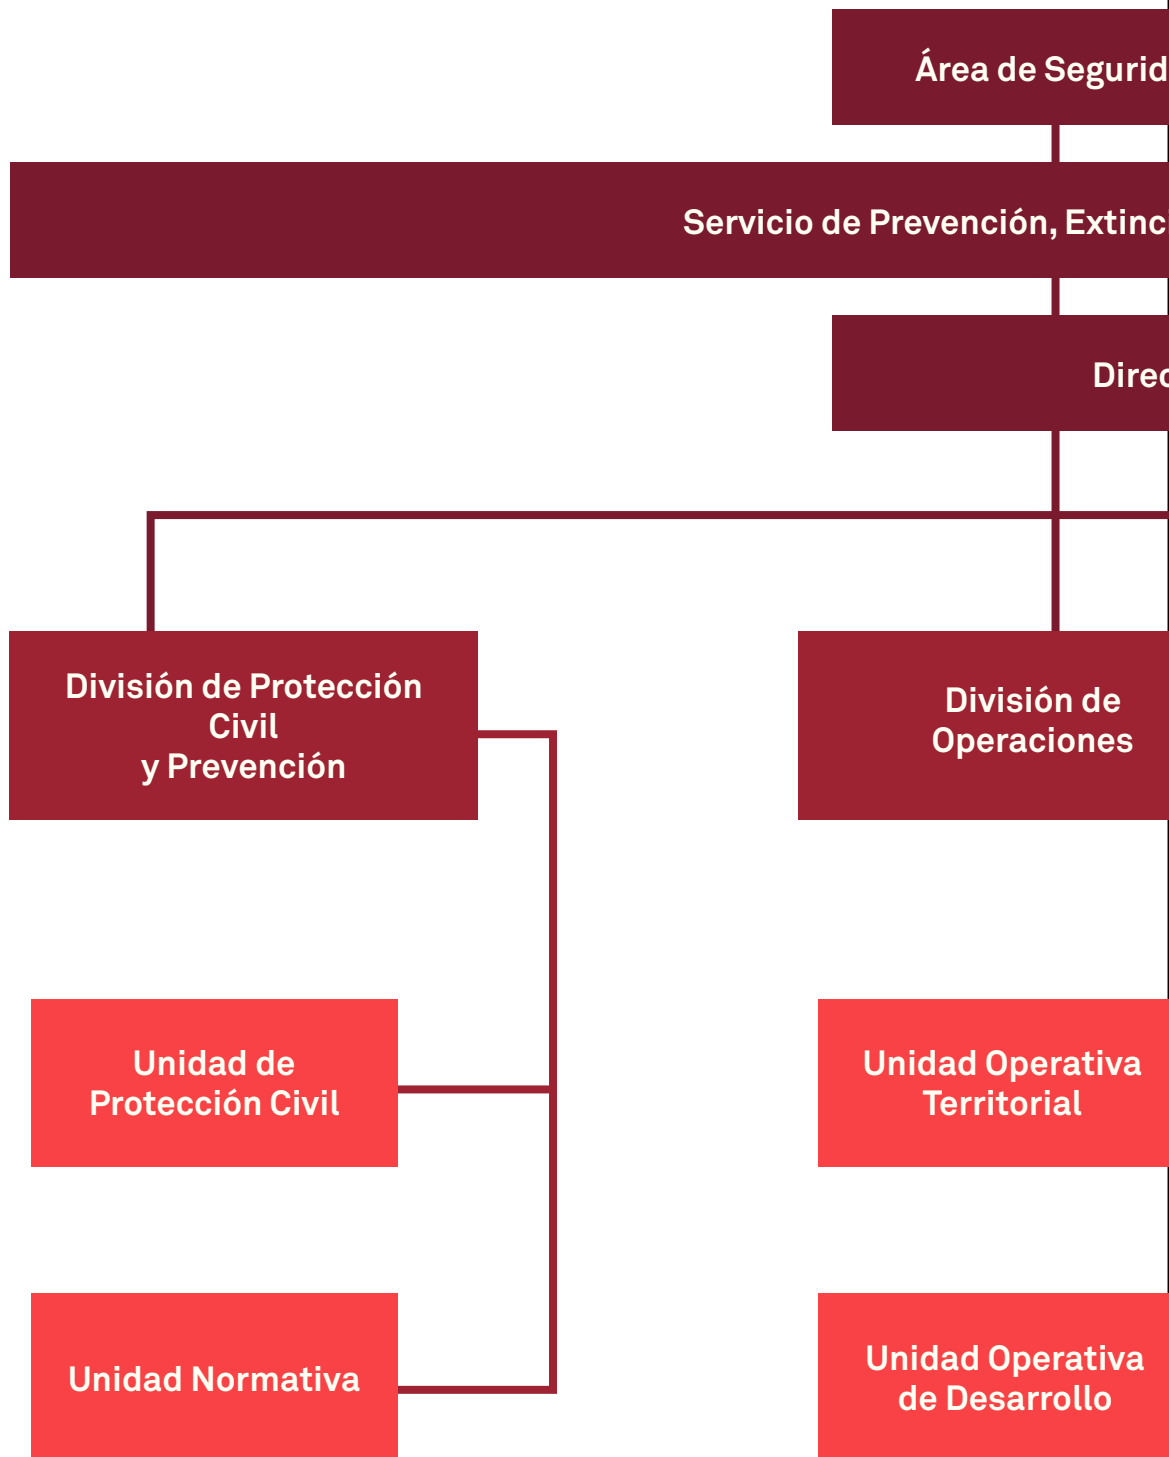 Área de Segurid
Servicio de Prevención, Extinc
Direc
División de Protección
Civil
y Prevención
División de
Operaciones
Unidad de
Protección Civil
Unidad Operativa
Territorial
Unidad Normativa
Unidad Operativa
de Desarrollo